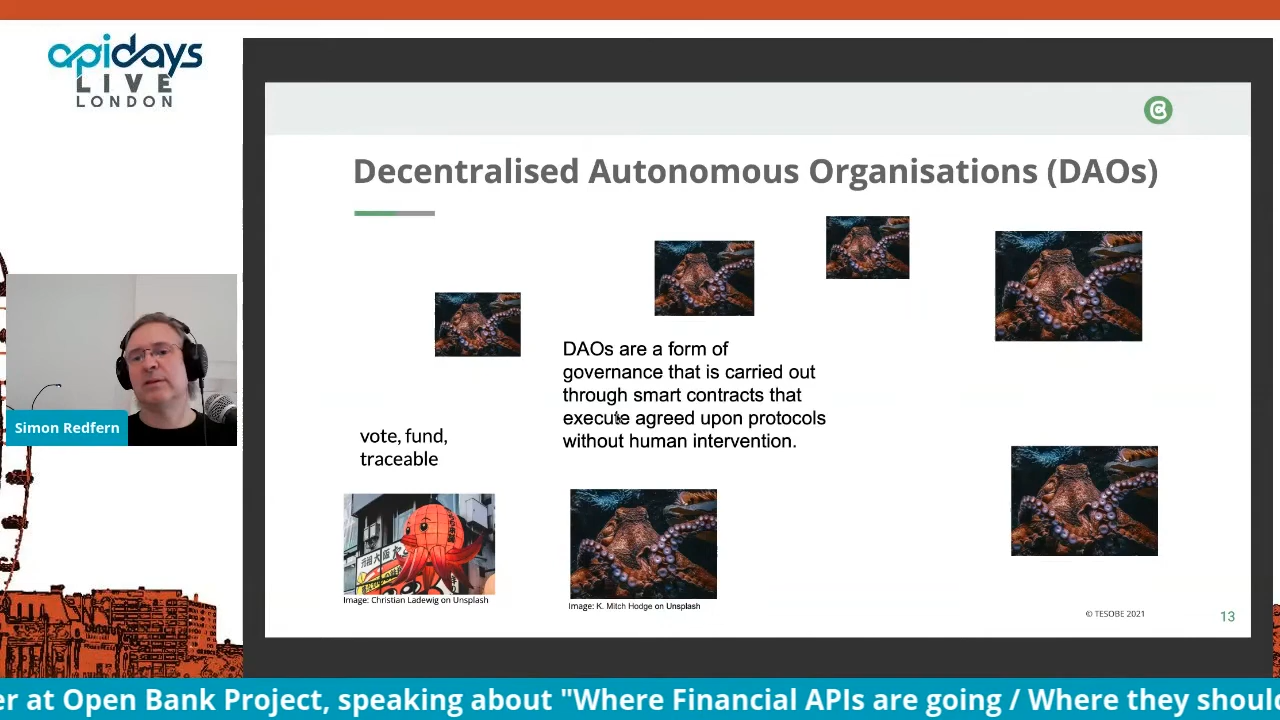 apidays
LIVE
LONDON
Decentralised Autonomous Organisations (DAOs)
DAOs are a form of
governance that is carried out
through smart contracts that
execute agreed upon protocols
without human intervention.
vote, fund,
traceable
Simon Redfern
Image: Christian Ladewig on Unsplash
Image: K. Mitch Hodge on Unsplash
© TESOBE 2021
13
er at Open Bank Project, speaking about "Where Financial APIs are going / Where they should